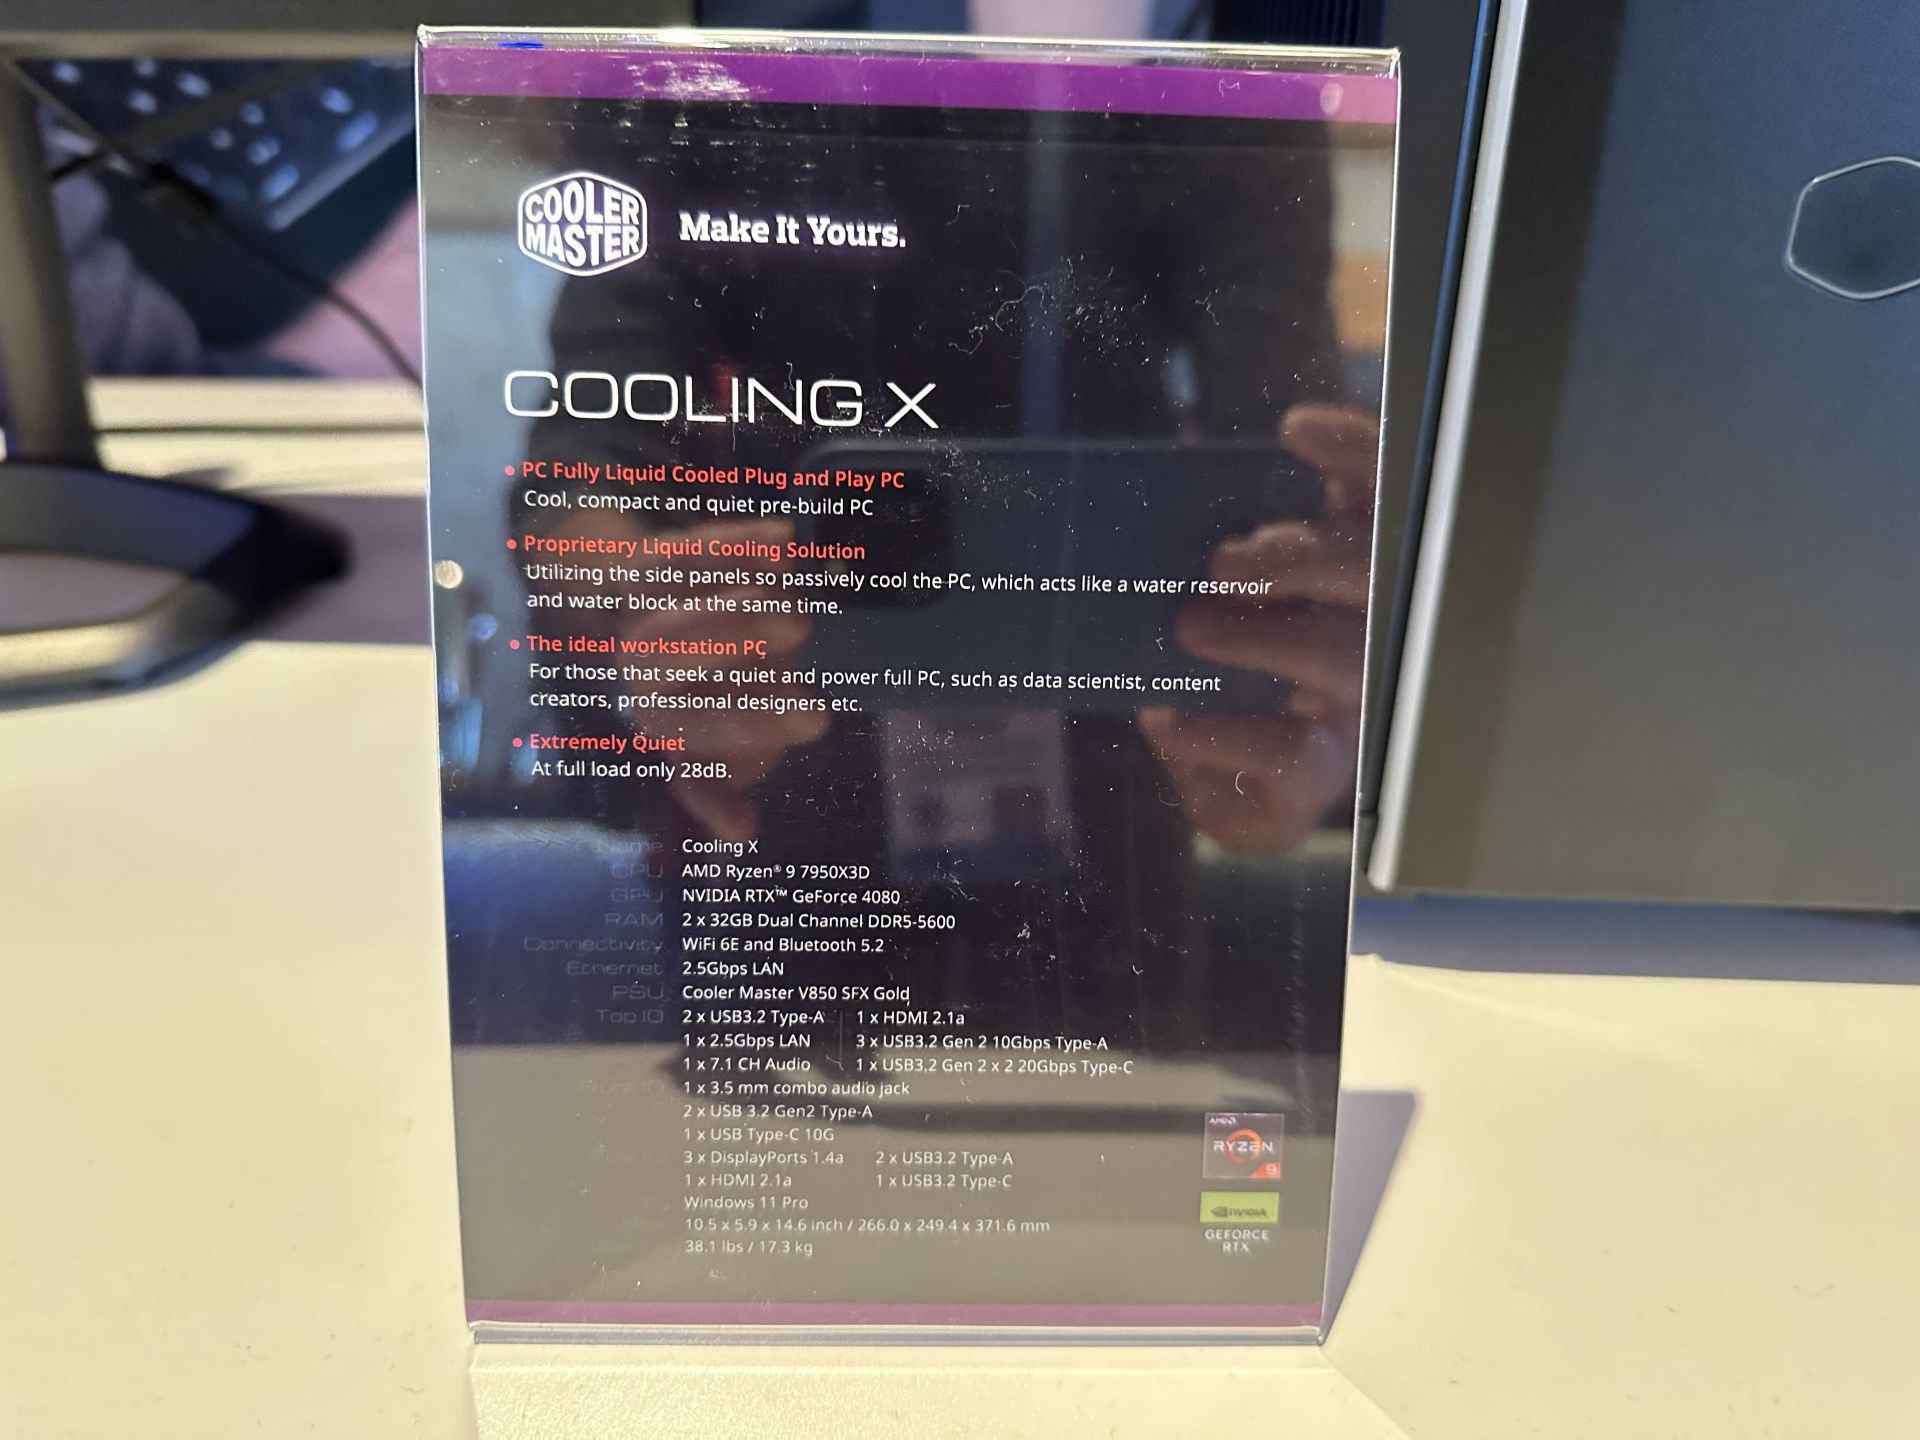 COOLER
MASTER
Make It Yours.
COOLING X
• PC Fully Liquid Cooled Plug and Play PC
Cool, compact and quiet pre-build PC
• Proprietary Liquid Cooling Solution
Utilizing the side panels so passively cool the PC, which acts like a water reservoir
and water block at the same time.
• The ideal workstation PC
For those that seek a quiet and power full PC, such as data scientist, content
creators, professional designers etc.
• Extremely Quiet
At full load only 28dB.
Name Cooling X
CPU AMD Ryzen® 9 7950X3D
GPU NVIDIA RTX™ GeForce 4080
RAM 2 x 32GB Dual Channel DDR5-5600
Connectivity WiFi 6E and Bluetooth 5.2
Ethernet 2.5Gbps LAN
PSU Cooler Master V850 SFX Gold
Top IO 2 x USB3.2 Type-A | 1 x HDMI 2.1a
1 x 2.5Gbps LAN | 3 x USB3.2 Gen 2 10Gbps Type-A
1 x 7.1 CH Audio | 1 x USB3.2 Gen 2 x 2 20Gbps Type-C
Front IO 1 x 3.5 mm combo audio jack
2 x USB 3.2 Gen2 Type-A
1 x USB Type-C 10G
3 x DisplayPorts 1.4a 2 x USB3.2 Type-A
1 x HDMI 2.1a 1 x USB3.2 Type-C
Windows 11 Pro
10.5 x 5.9 x 14.6 inch / 266.0 x 249.4 x 371.6 mm
38.1 lbs / 17.3 kg
AMD
RYZEN
9
NVIDIA
GEFORCE
RTX